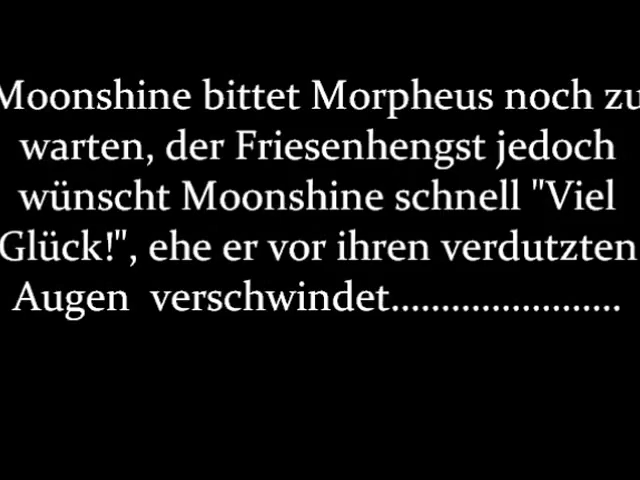 Moonshine bittet Morpheus noch zu
warten, der Friesenhengst jedoch
wünscht Moonshine schnell "Viel
Glück!", ehe er vor ihren verdutzten
Augen  verschwindet.......................